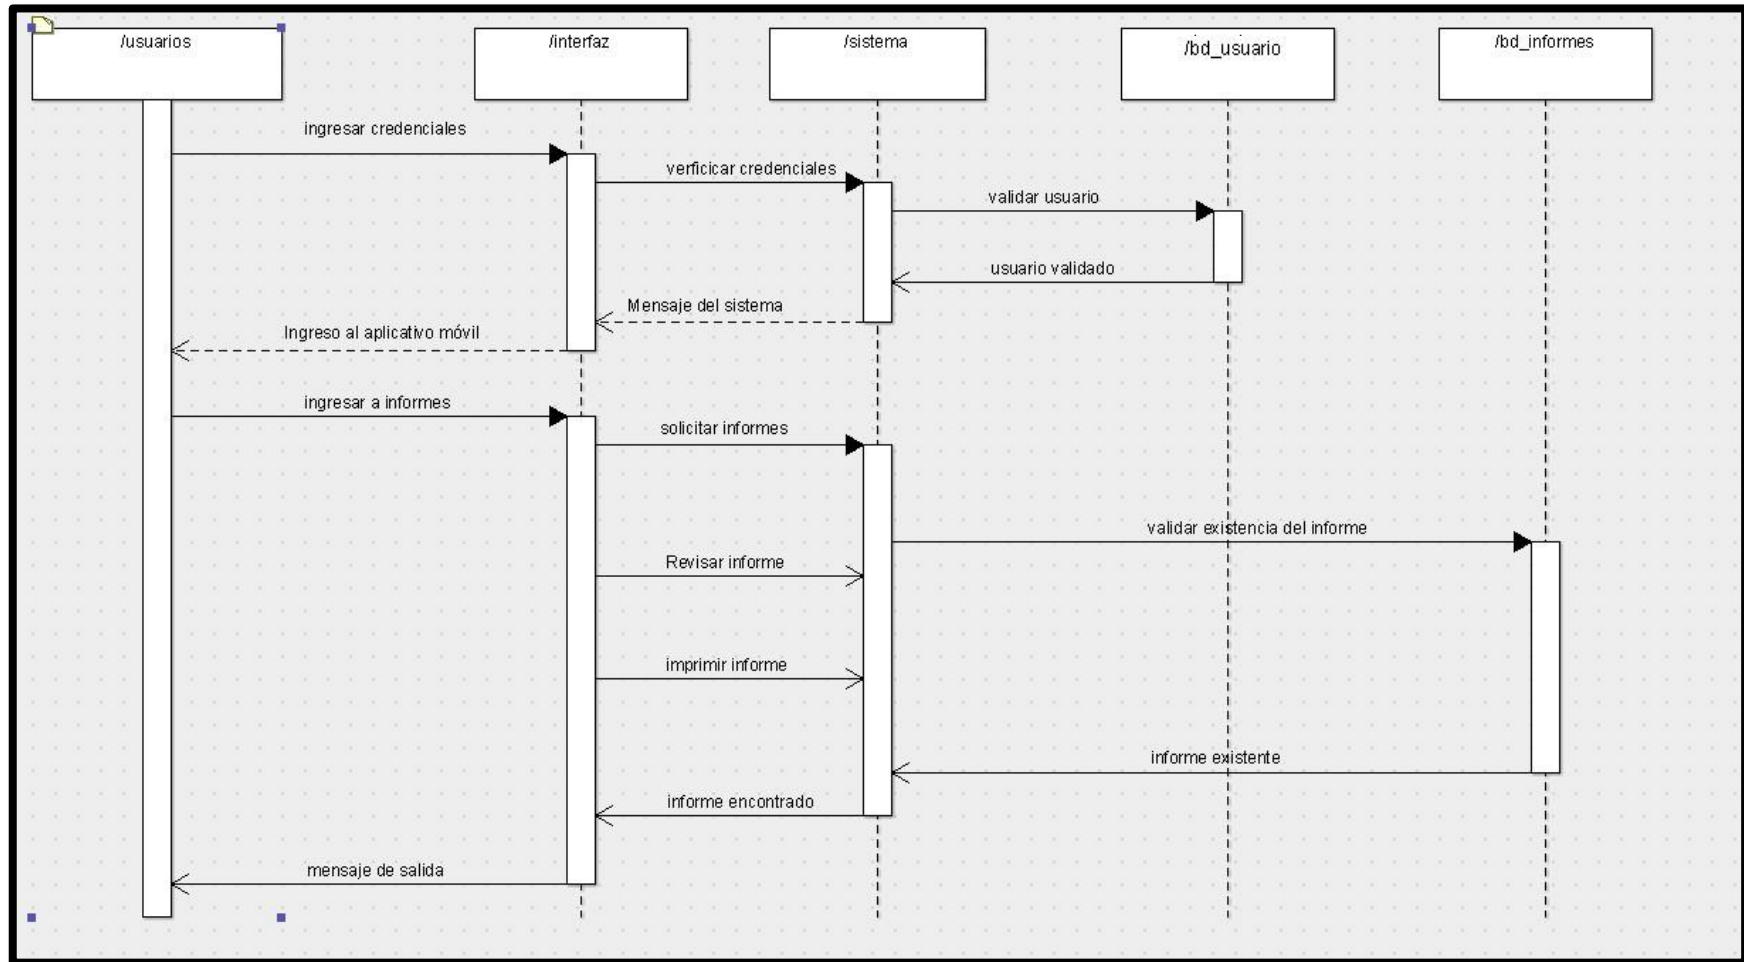 /usuarios
/interfaz
/sistema
/bd_usuario
/bd_informes
ingresar credenciales
verficicar credenciales
validar usuario
usuario validado
Mensaje del sistema
Ingreso al aplicativo móvil
ingresar a informes
solicitar informes
validar existencia del informe
Revisar informe
imprimir informe
informe existente
informe encontrado
mensaje de salida